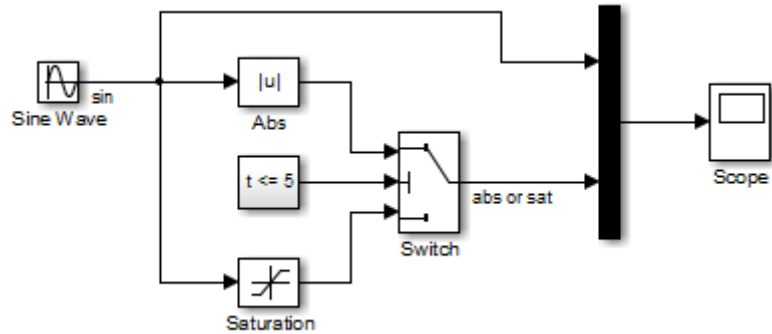 sin
Sine Wave
|u|
Abs
t <= 5
Switch
abs or sat
Saturation
Scope